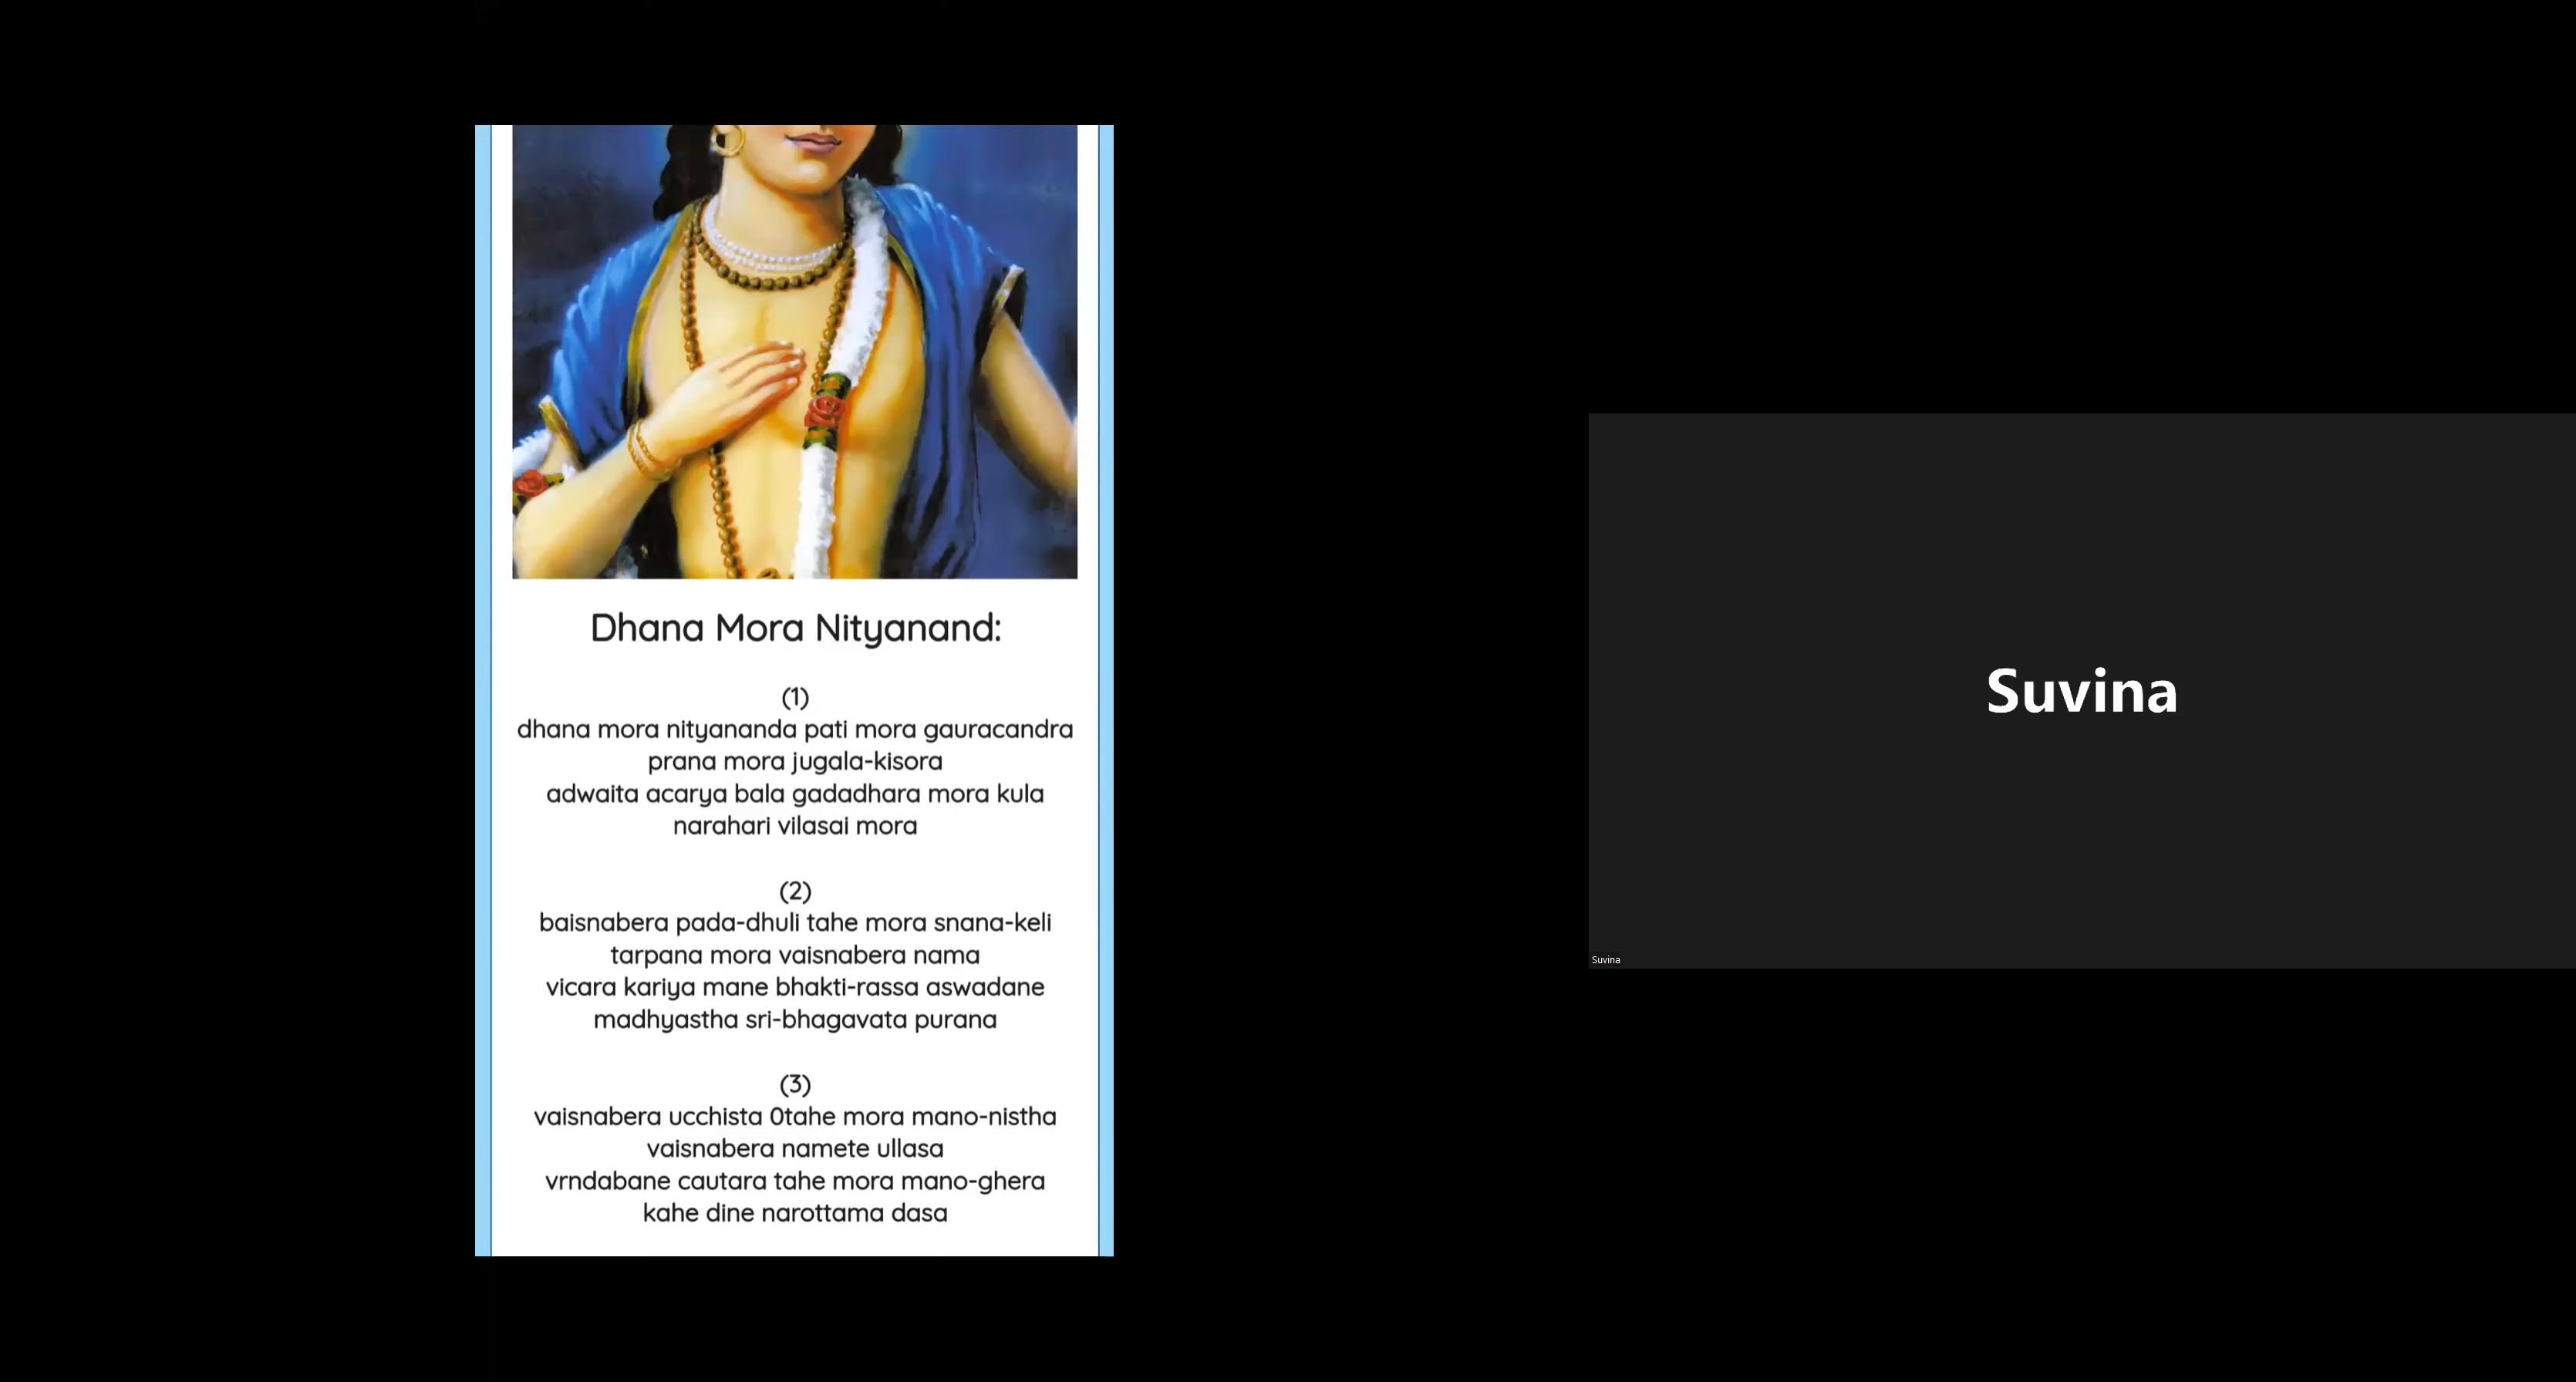 Dhana Mora Nityanand:
(1)
dhana mora nityananda pati mora gauracandra
prana mora jugala-kisora
adwaita acarya bala gadadhara mora kula
narahari vilasai mora
(2)
baisnabera pada-dhuli tahe mora snana-keli
tarpana mora vaisnabera nama
vicara kariya mane bhakti-rassa aswadane
madhyastha sri-bhagavata purana
(3)
vaisnabera ucchista 0tahe mora mano-nistha
vaisnabera namete ullasa
vrndabane cautara tahe mora mano-ghera
kahe dine narottama dasa
Suvina
Suvina